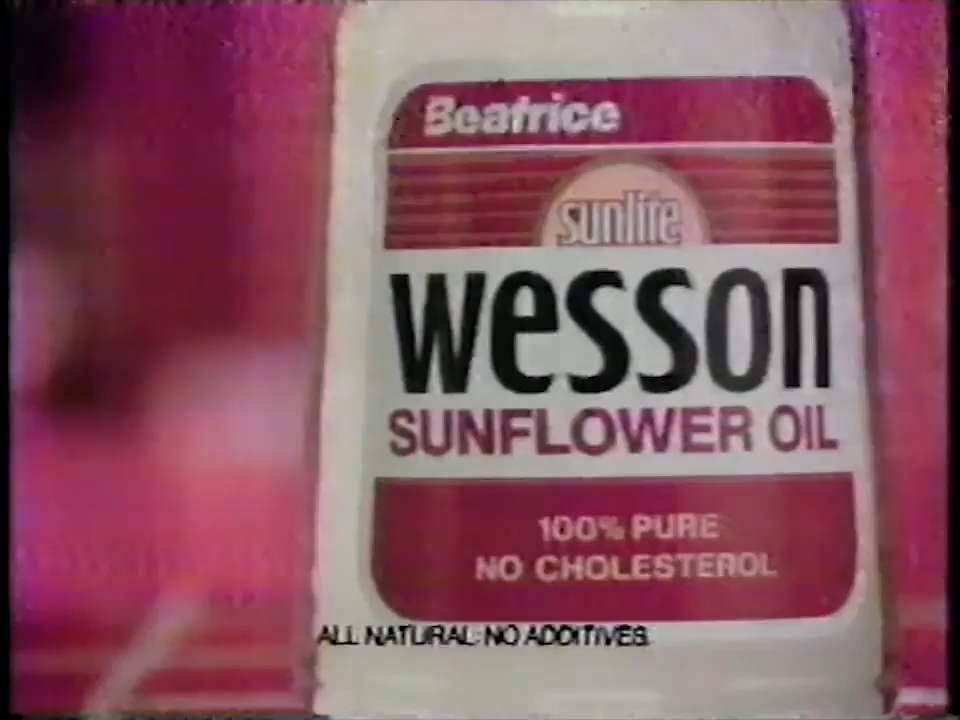 Beatrice
sunlite
wesson
SUNFLOWER OIL
100% PURE
NO CHOLESTEROL
ALL NATURAL: NO ADDITIVES